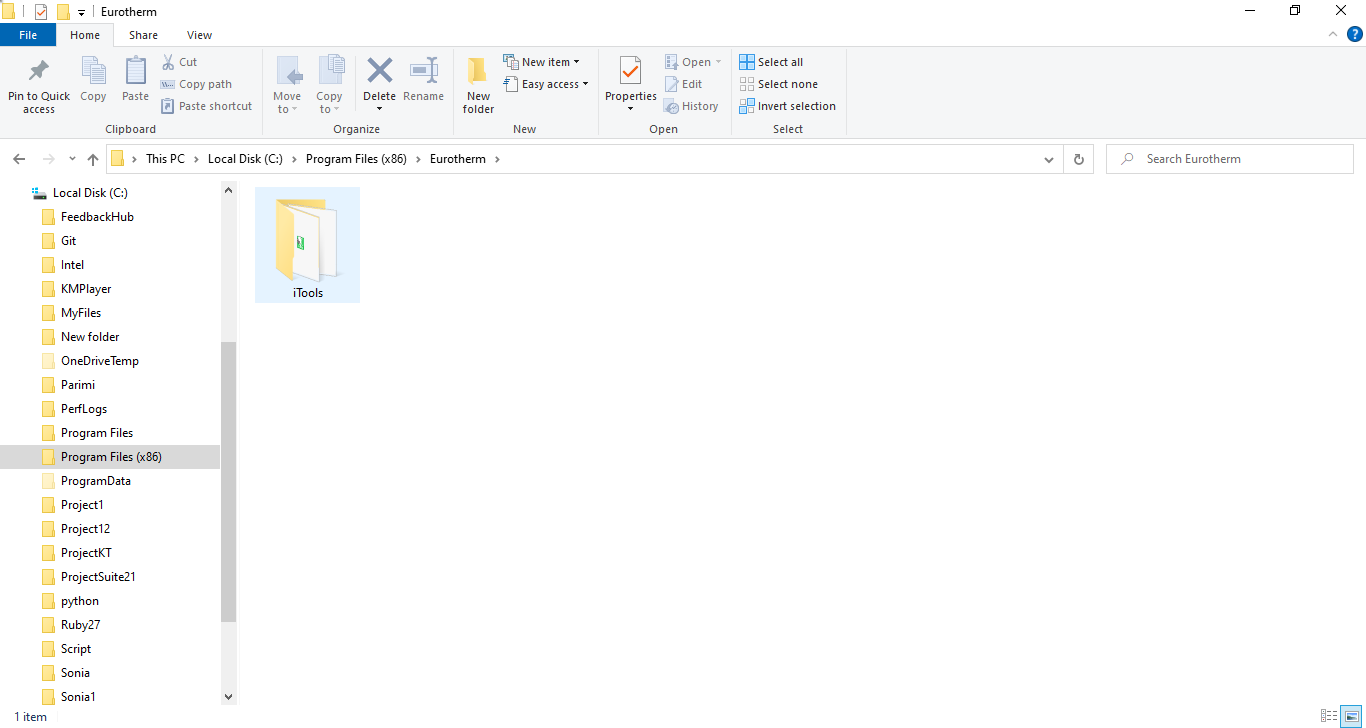 Eurotherm
File Home Share View
?
Pin to Quick access
Copy
Paste
Cut
Copy path
Paste shortcut
Clipboard
Move to
Copy to
Delete
Rename
Organize
New folder
New item
Easy access
New
Properties
Open
Edit
History
Open
Select all
Select none
Invert selection
Select
This PC > Local Disk (C:) > Program Files (x86) > Eurotherm >
Search Eurotherm
Local Disk (C:)
FeedbackHub
Git
Intel
KMPlayer
MyFiles
New folder
OneDriveTemp
Parimi
PerfLogs
Program Files
Program Files (x86)
ProgramData
Project1
Project12
ProjectKT
ProjectSuite21
python
Ruby27
Script
Sonia
Sonia1
iTools
1 item